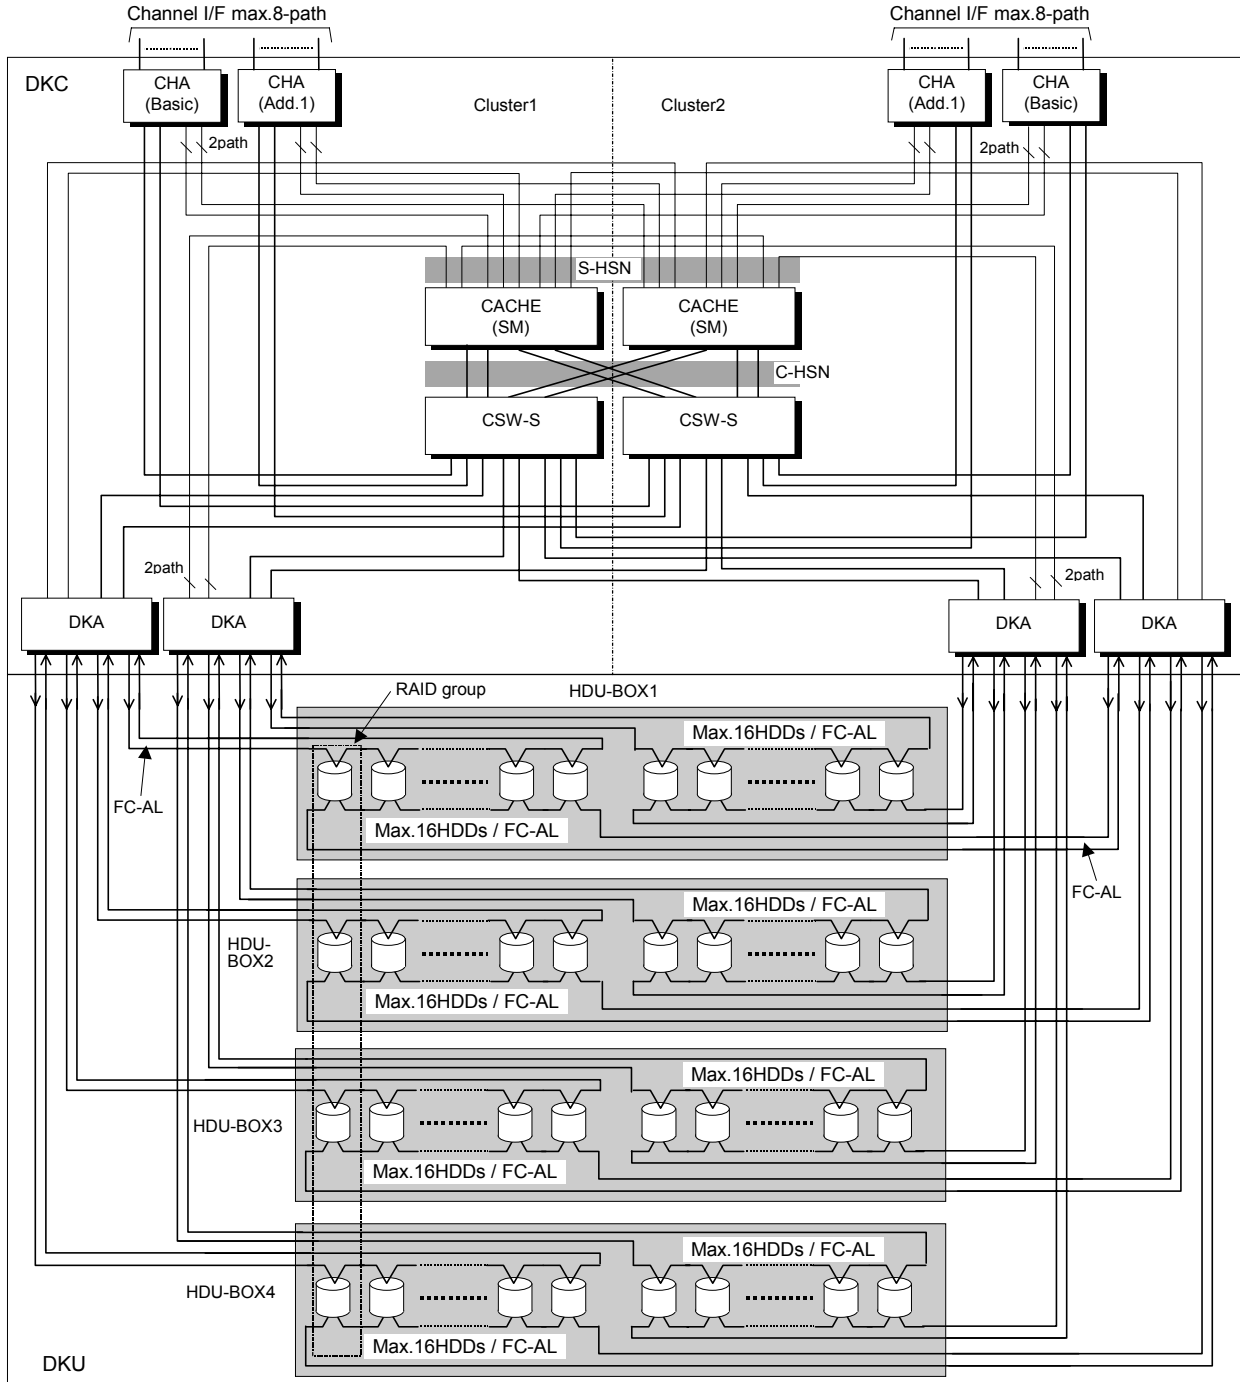 Channel I/F max.8-path
Channel I/F max.8-path
DKC
CHA
(Basic)
CHA
(Add.1)
Cluster1
Cluster2
CHA
(Add.1)
CHA
(Basic)
2path
2path
S-HSN
CACHE
(SM)
CACHE
(SM)
C-HSN
CSW-S
CSW-S
2path
2path
DKA
DKA
DKA
DKA
RAID group
HDU-BOX1
Max.16HDDs / FC-AL
FC-AL
Max.16HDDs / FC-AL
FC-AL
Max.16HDDs / FC-AL
HDU-
BOX2
Max.16HDDs / FC-AL
Max.16HDDs / FC-AL
HDU-BOX3
Max.16HDDs / FC-AL
Max.16HDDs / FC-AL
HDU-BOX4
Max.16HDDs / FC-AL
DKU